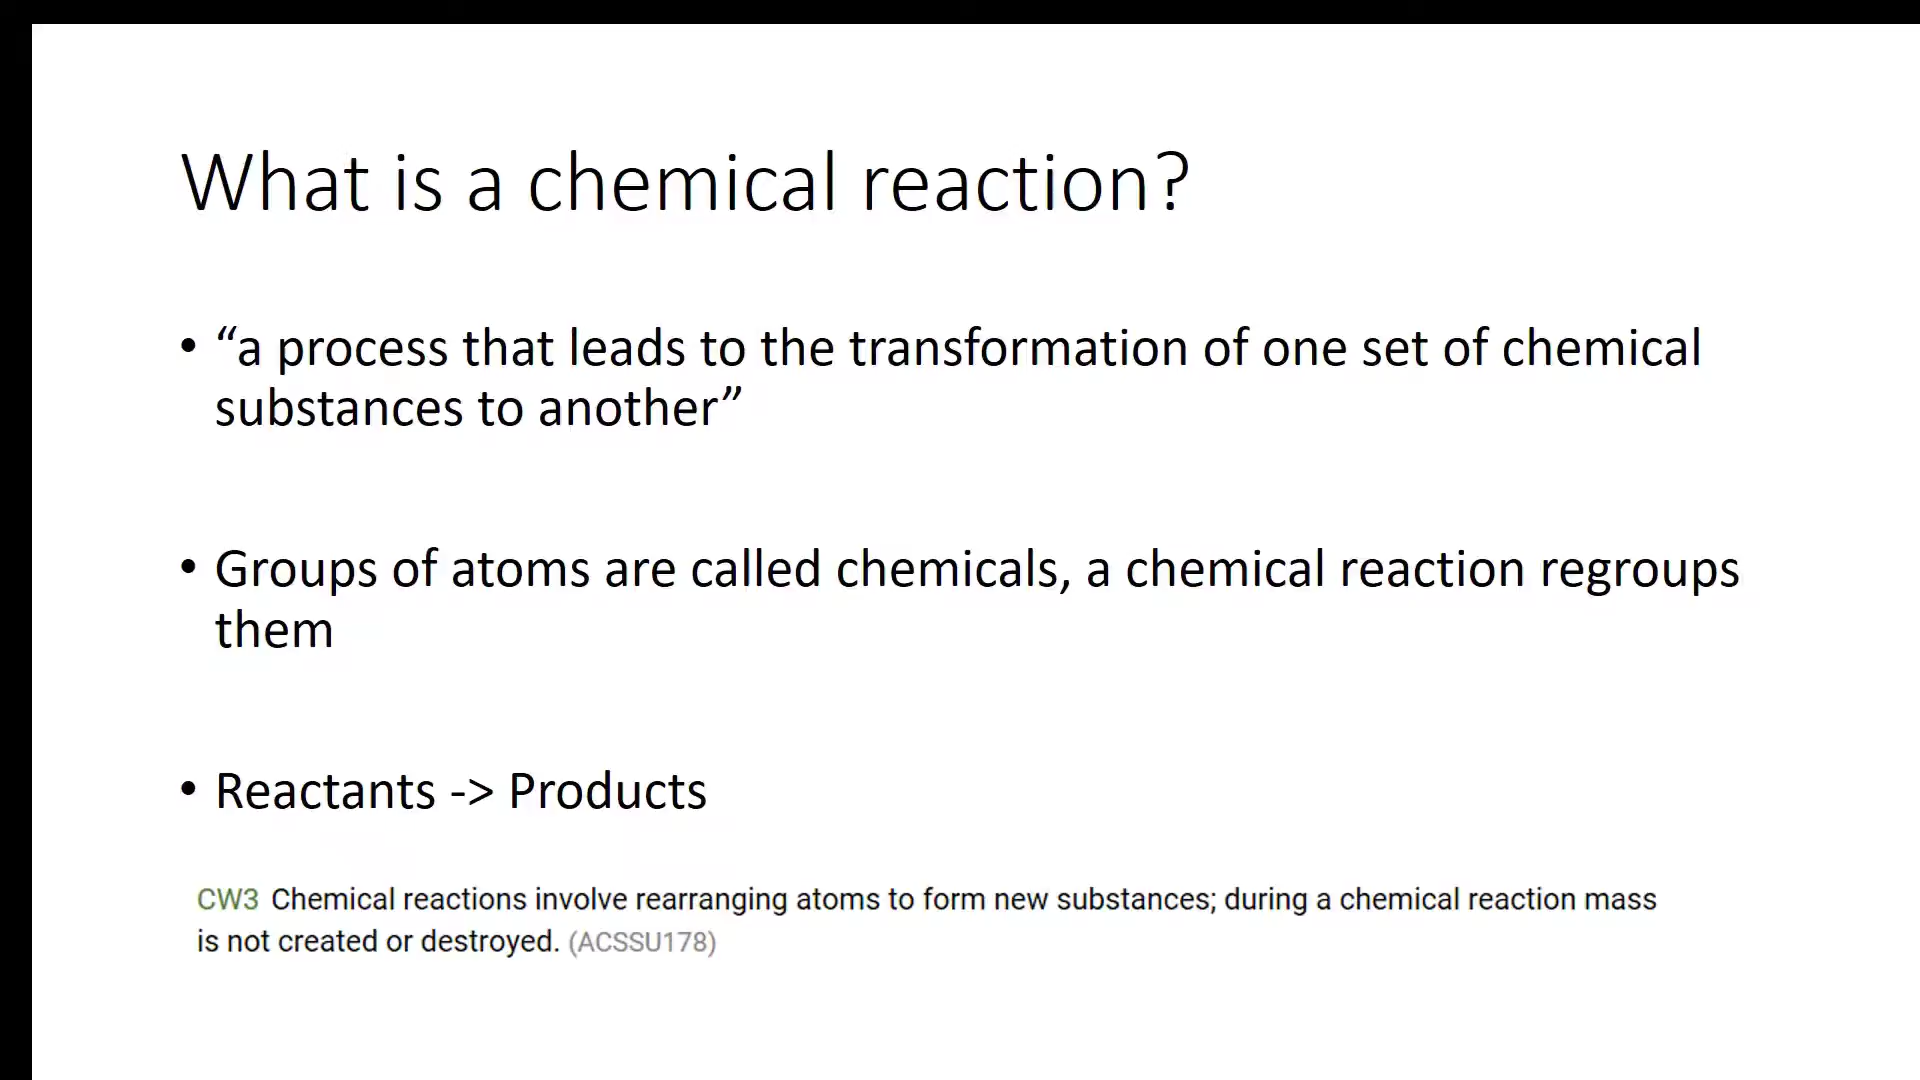 What is a chemical reaction?
• “a process that leads to the transformation of one set of chemical
substances to another”
• Groups of atoms are called chemicals, a chemical reaction regroups
them
• Reactants -> Products
CW3 Chemical reactions involve rearranging atoms to form new substances; during a chemical reaction mass
is not created or destroyed. (ACSSU178)